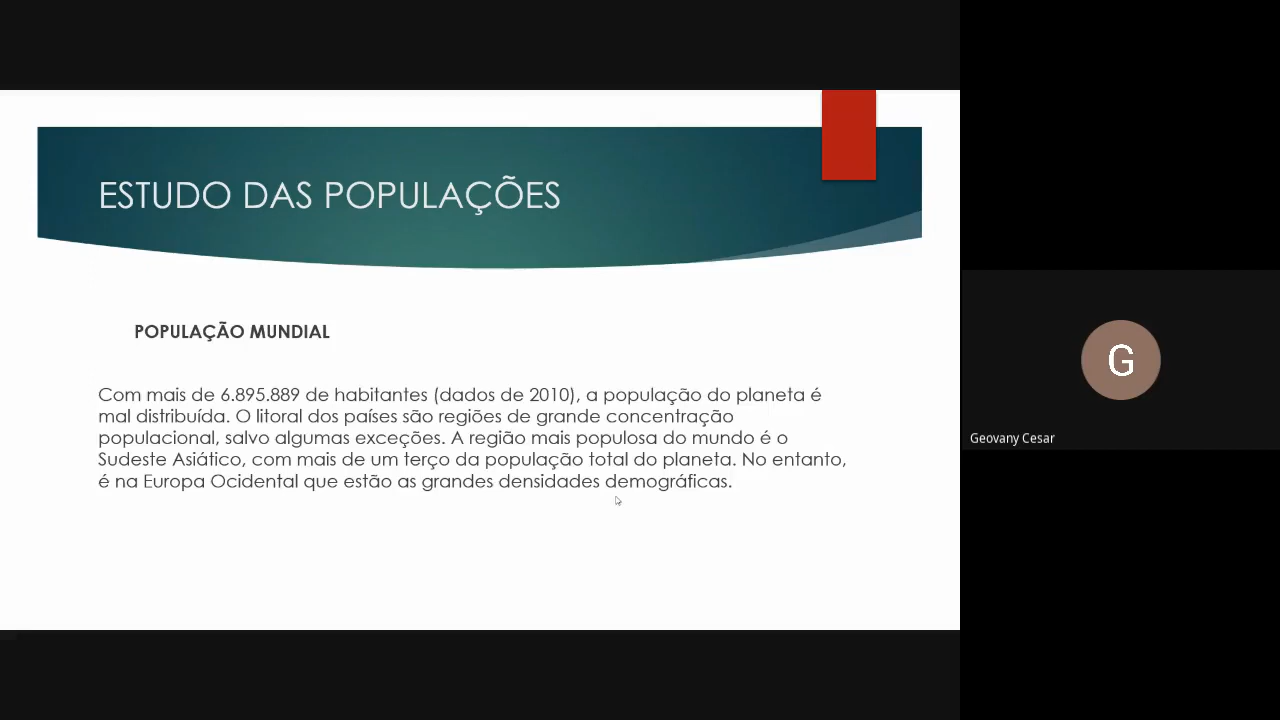 ESTUDO DAS POPULAÇÕES
POPULAÇÃO MUNDIAL
Com mais de 6.895.889 de habitantes (dados de 2010), a população do planeta é
mal distribuída. O litoral dos países são regiões de grande concentração
populacional, salvo algumas exceções. A região mais populosa do mundo é o
Sudeste Asiático, com mais de um terço da população total do planeta. No entanto,
é na Europa Ocidental que estão as grandes densidades demográficas.
G
Geovany Cesar